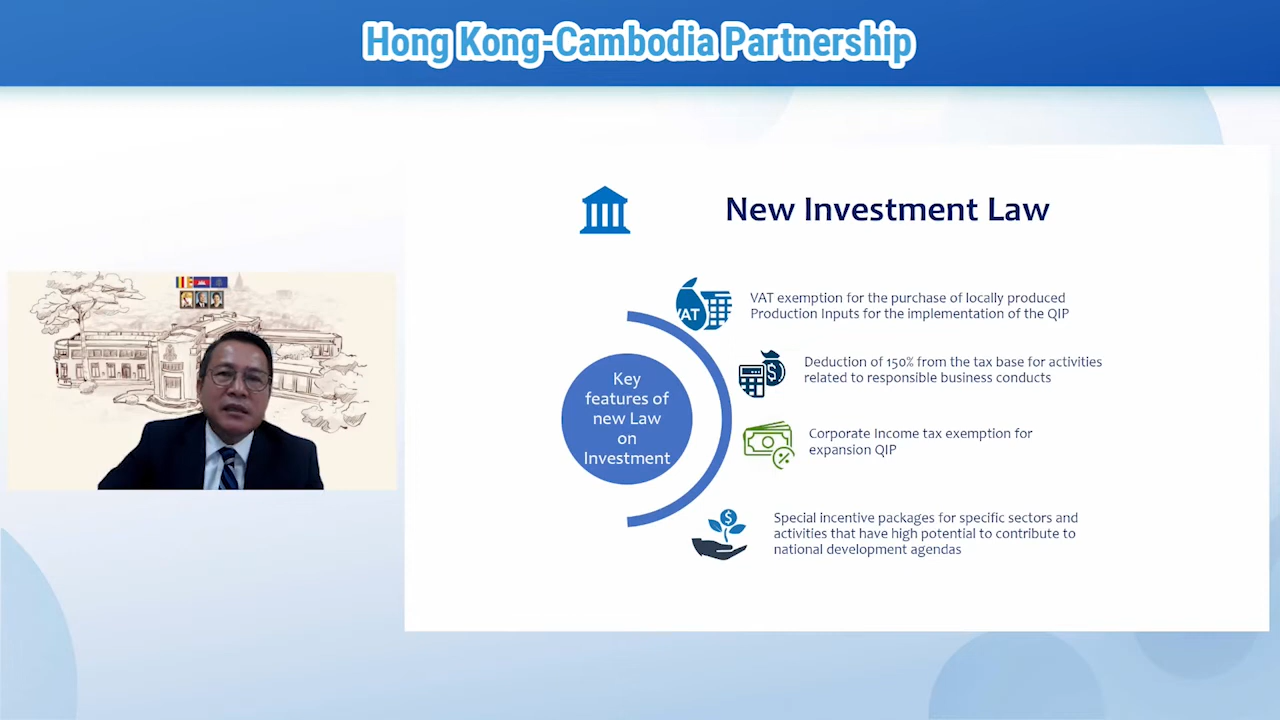 Hong Kong-Cambodia Partnership
New Investment Law
VAT
VAT exemption for the purchase of locally produced
Production Inputs for the implementation of the QIP
Deduction of 150% from the tax base for activities
related to responsible business conducts
Key
features of
new Law
on
Investment
Corporate Income tax exemption for
expansion QIP
Special incentive packages for specific sectors and
activities that have high potential to contribute to
national development agendas